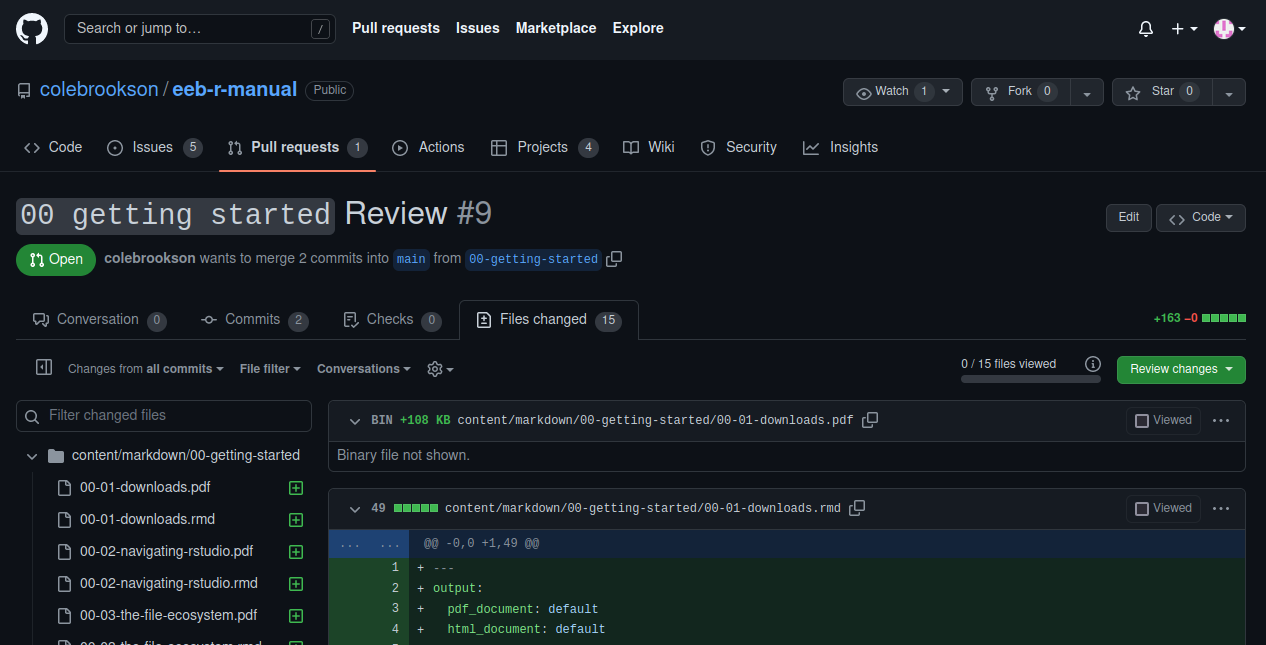 Search or jump to… /
Pull requests Issues Marketplace Explore
colebrookson / eeb-r-manual Public
Watch 1 Fork 0 Star 0
Code Issues 5 Pull requests 1 Actions Projects 4 Wiki Security Insights
00 getting started Review #9
Edit Code
Open colebrookson wants to merge 2 commits into main from 00-getting-started
Conversation 0 Commits 2 Checks 0 Files changed 15
+163 −0
Changes from all commits File filter Conversations
0 / 15 files viewed
Review changes
Filter changed files
content/markdown/00-getting-started
00-01-downloads.pdf
00-01-downloads.rmd
00-02-navigating-rstudio.pdf
00-02-navigating-rstudio.rmd
00-03-the-file-ecosystem.pdf
BIN +108 KB content/markdown/00-getting-started/00-01-downloads.pdf
Viewed ...
Binary file not shown.
49 content/markdown/00-getting-started/00-01-downloads.rmd
Viewed ...
... ... @@ -0,0 +1,49 @@
1 + ---
2 + output:
3 + pdf_document: default
4 + html_document: default